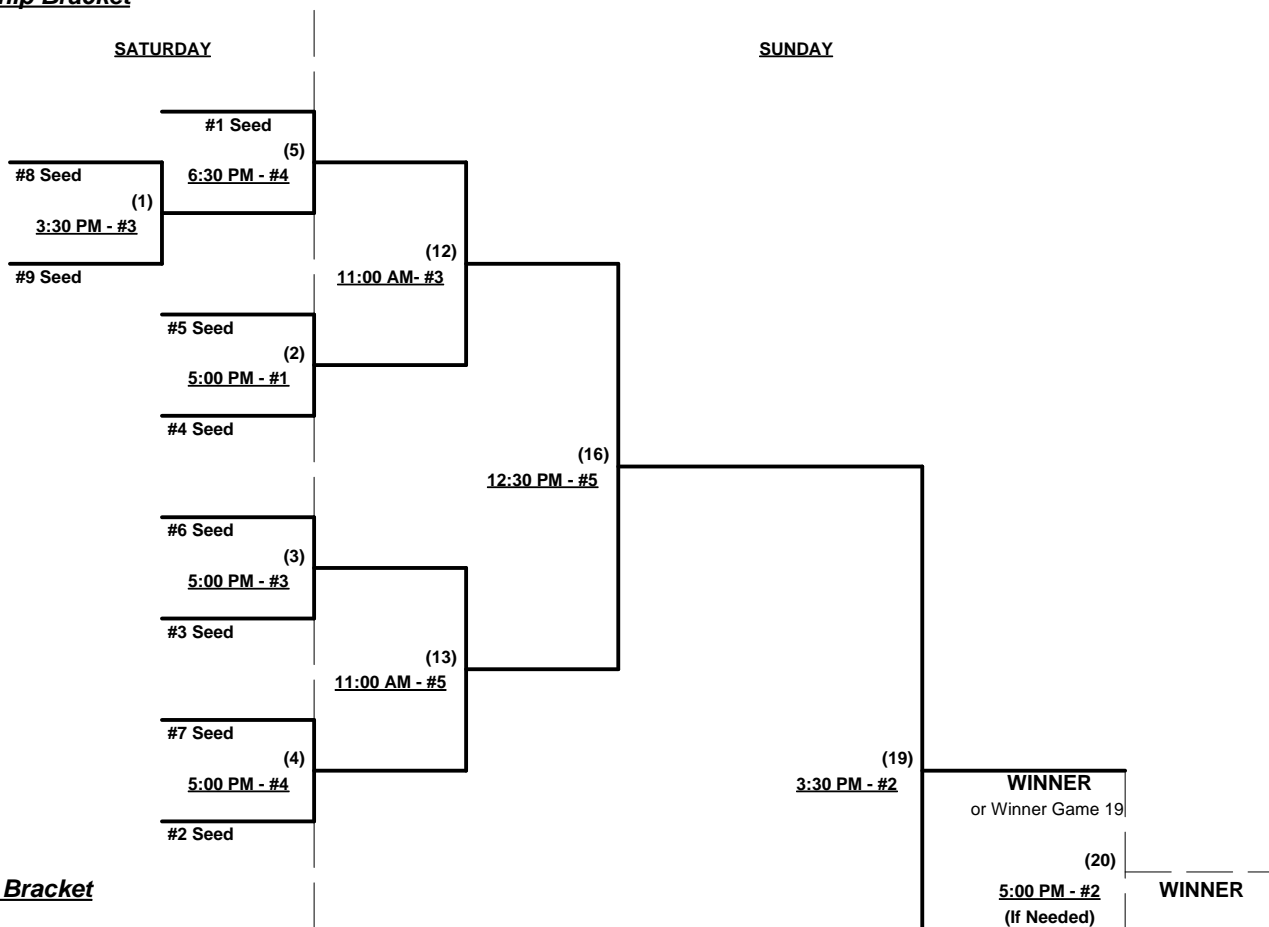 Bracket
SATURDAY
SUNDAY
#1 Seed
(5)
6:30 PM - #4
#8 Seed
(1)
3:30 PM - #3
#9 Seed
(12)
11:00 AM- #3
#5 Seed
(2)
5:00 PM - #1
#4 Seed
(16)
12:30 PM - #5
#6 Seed
(3)
5:00 PM - #3
#3 Seed
(13)
11:00 AM - #5
#7 Seed
(4)
5:00 PM - #4
#2 Seed
(19)
3:30 PM - #2
WINNER
or Winner Game 19
(20)
5:00 PM - #2
(If Needed)
WINNER
Bracket